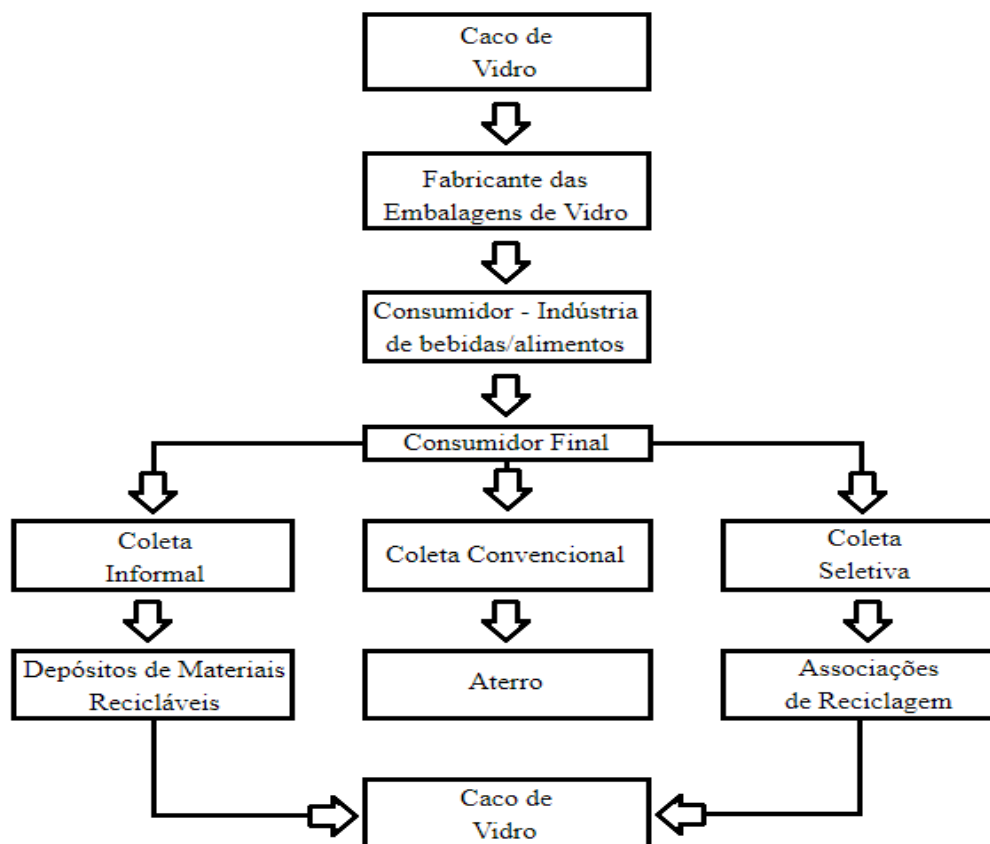 Caco de
Vidro
Fabricante das
Embalagens de Vidro
Consumidor - Indústria
de bebidas/alimentos
Consumidor Final
Coleta
Informal
Coleta Convencional
Coleta
Seletiva
Depósitos de Materiais
Recicláveis
Aterro
Associações
de Reciclagem
Caco de
Vidro